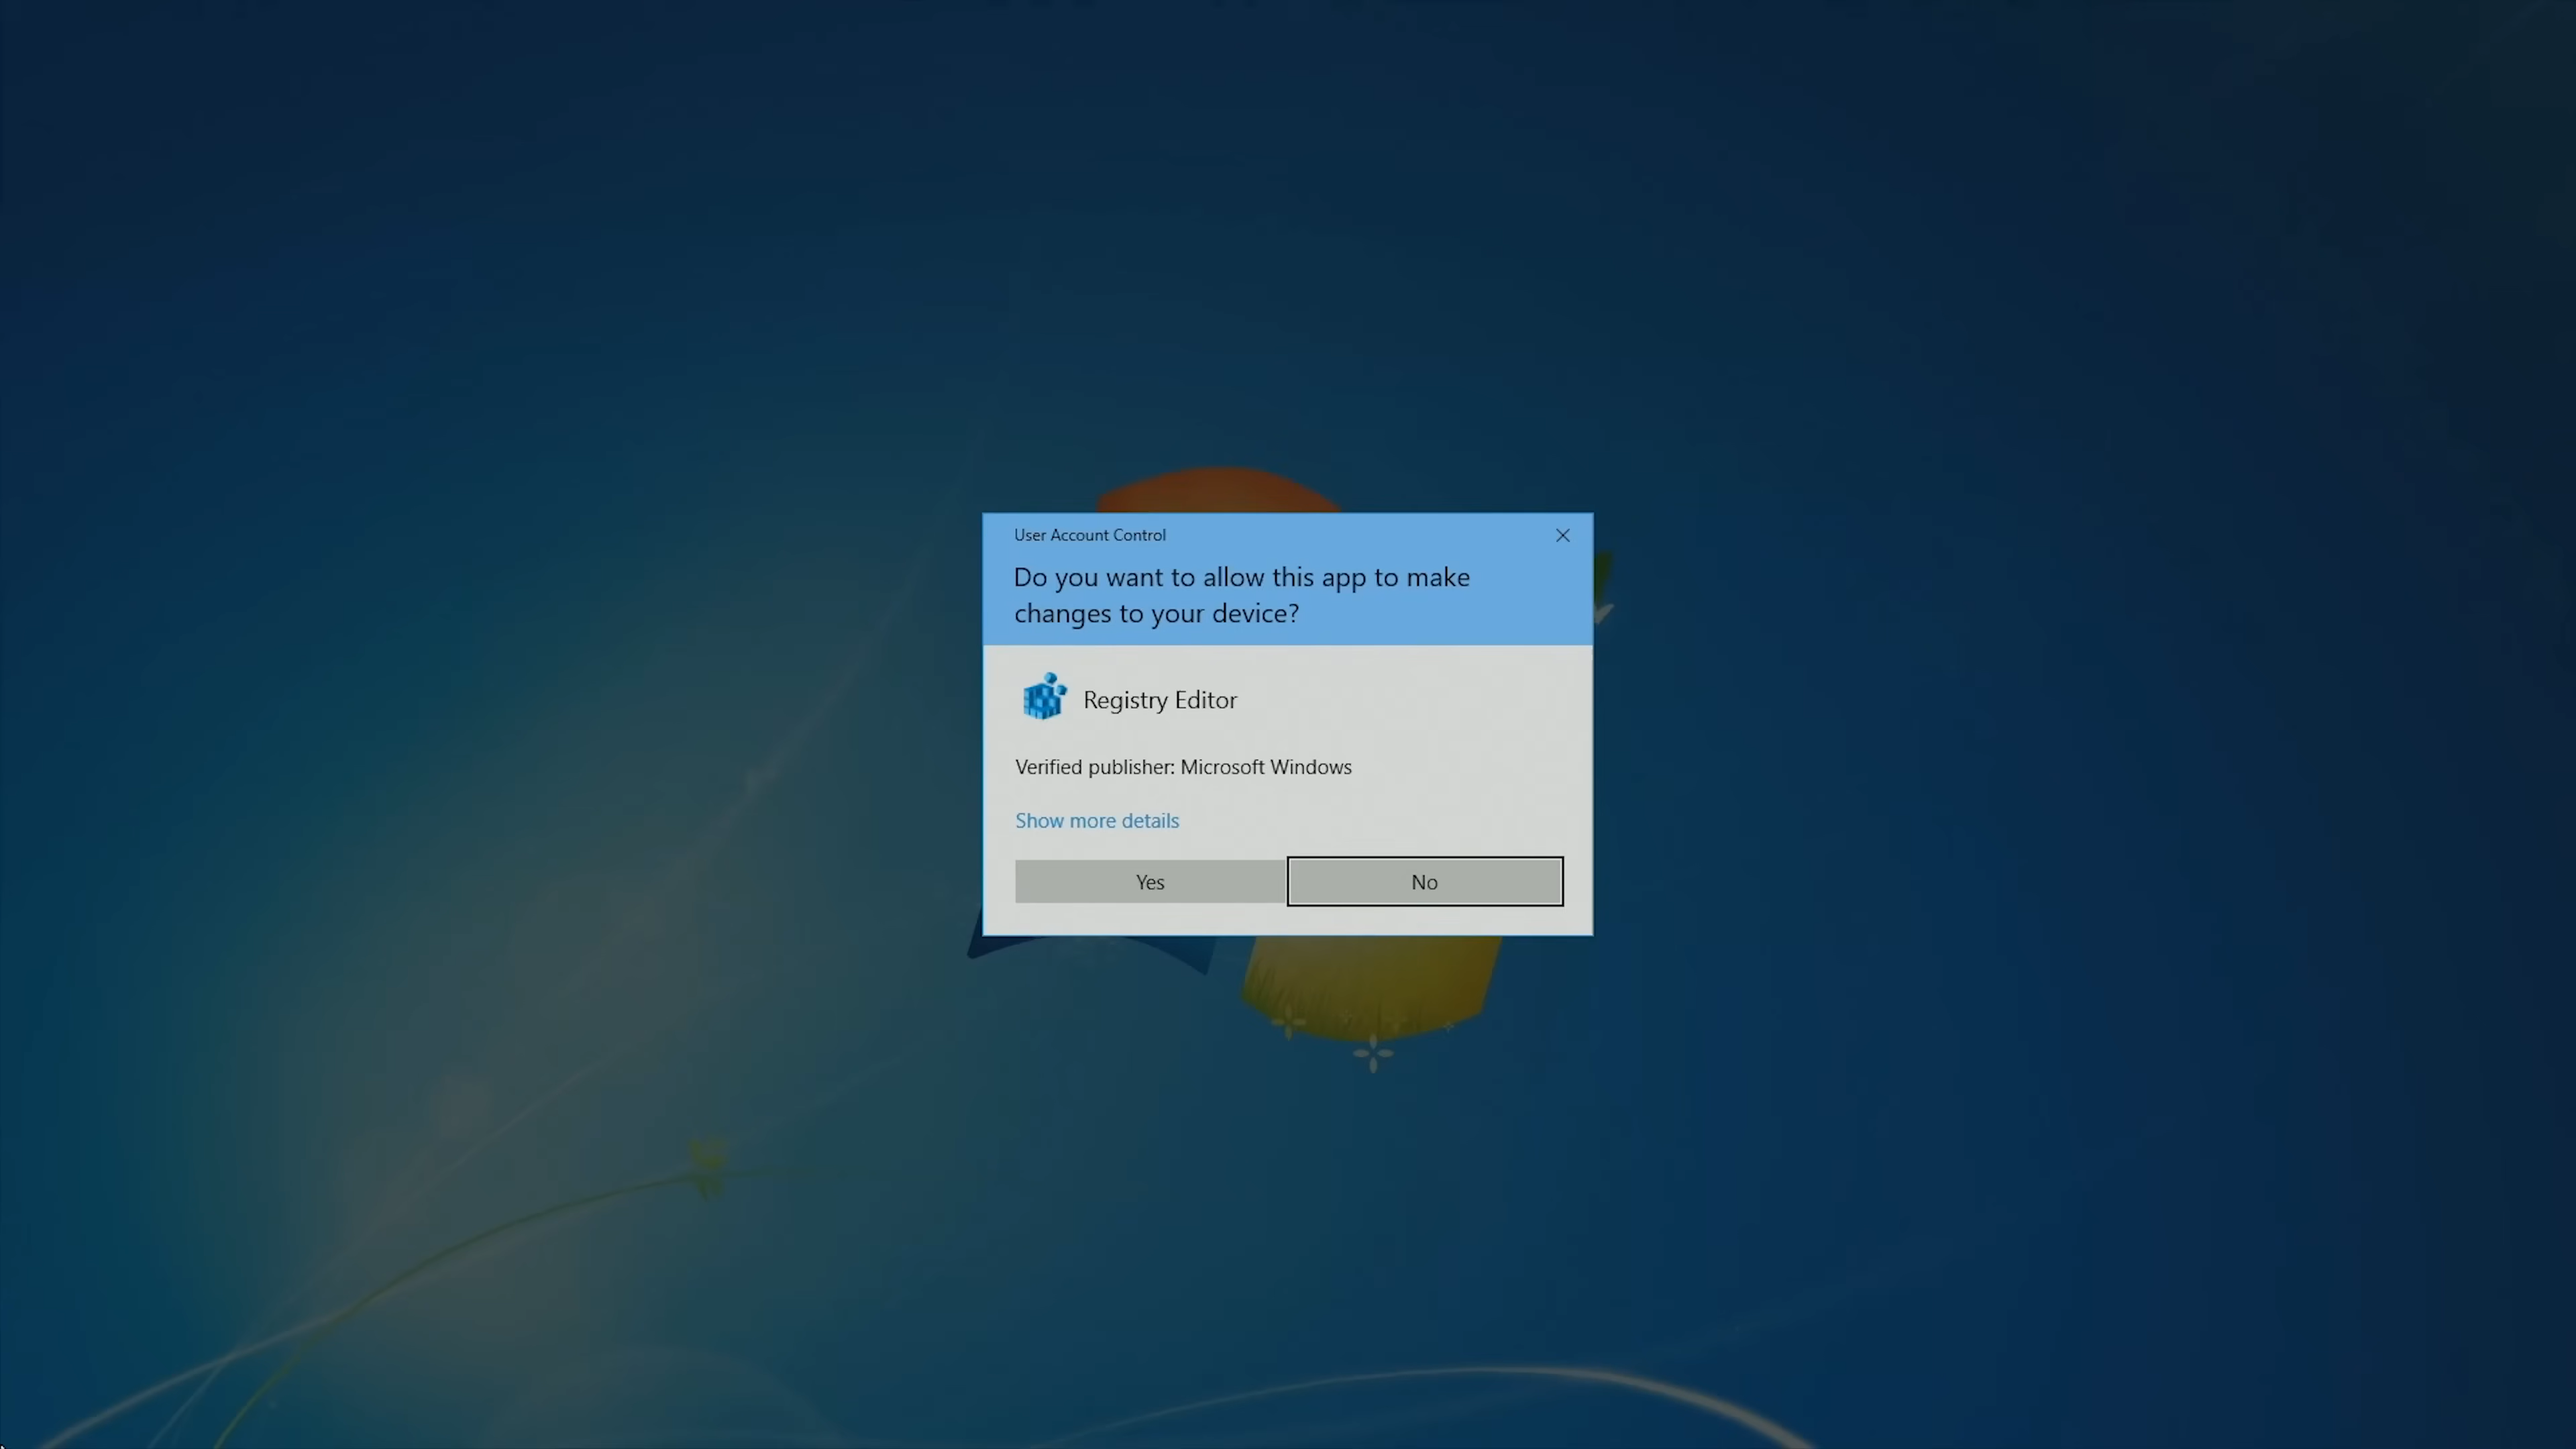 User Account Control
Do you want to allow this app to make
changes to your device?
Registry Editor
Verified publisher: Microsoft Windows
Show more details
Yes
No